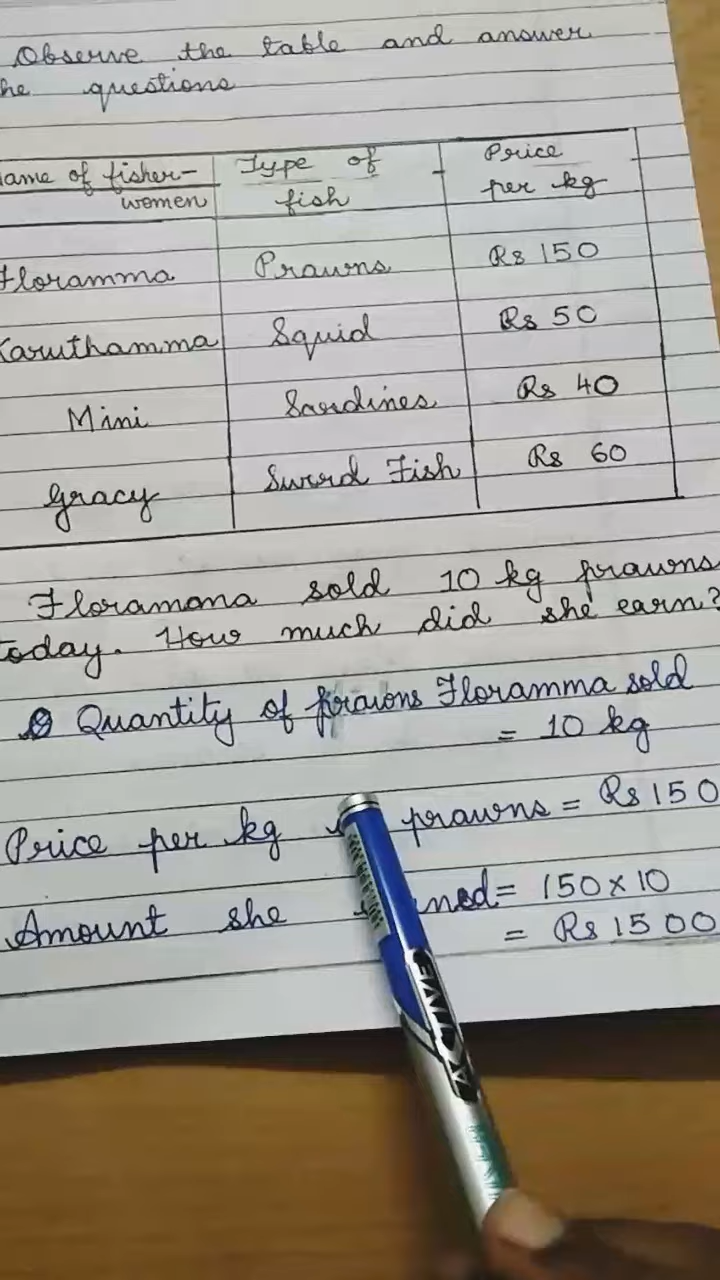 Observe the table and answer
he questions
ame of fisher-
women
Type of
fish
Price
per kg
Floramma
Prawns
Rs 150
Karuthamma
Squid
Rs 50
Mini
Sardines
Rs 40
Gracy
Sword Fish
Rs 60
Floramma sold 10 kg prawns
today. How much did she earn?
Quantity of prawns Floramma sold
= 10 kg
Price per kg prawns = Rs 150
Amount she ned = 150 x 10
= Rs 1500